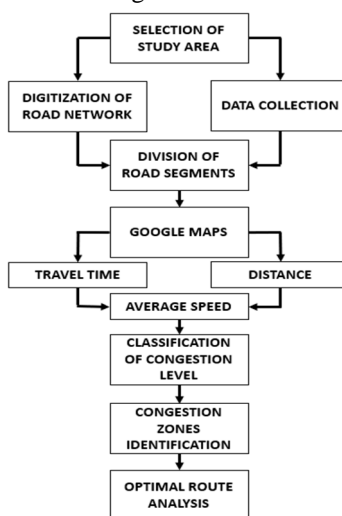 SELECTION OF
STUDY AREA
DIGITIZATION OF
ROAD NETWORK
DATA COLLECTION
DIVISION OF
ROAD SEGMENTS
GOOGLE MAPS
TRAVEL TIME
DISTANCE
AVERAGE SPEED
CLASSIFICATION
OF CONGESTION
LEVEL
CONGESTION
ZONES
IDENTIFICATION
OPTIMAL ROUTE
ANALYSIS